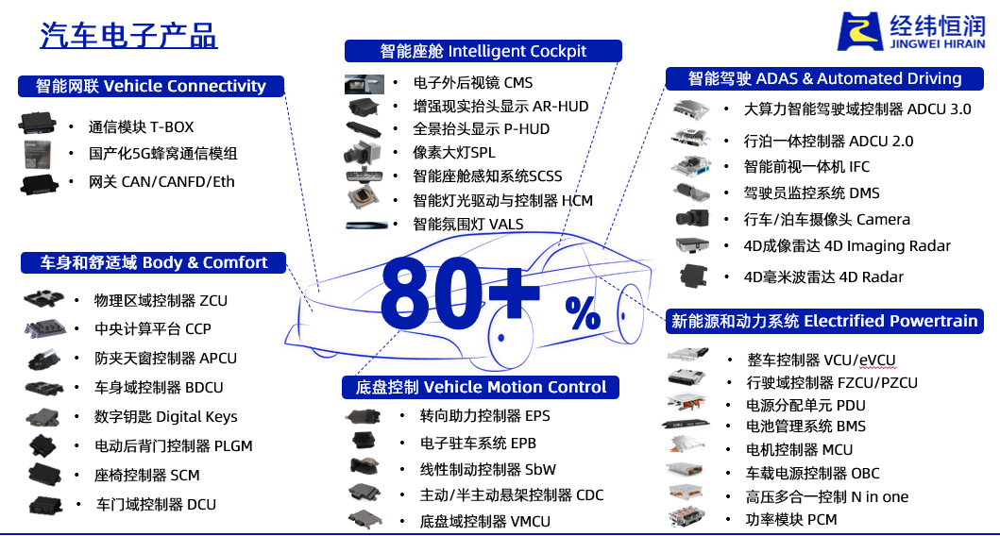 汽车电子产品
经纬恒润
JINGWEI HIRAIN
智能网联 Vehicle Connectivity
通信模块 T-BOX
国产化5G蜂窝通信模组
网关 CAN/CANFD/Eth
智能座舱 Intelligent Cockpit
电子外后视镜 CMS
增强现实抬头显示 AR-HUD
全景抬头显示 P-HUD
像素大灯SPL
智能座舱感知系统SCSS
智能灯光驱动与控制器 HCM
智能氛围灯 VALS
智能驾驶 ADAS & Automated Driving
大算力智能驾驶域控制器 ADCU 3.0
行泊一体控制器 ADCU 2.0
智能前视一体机 IFC
驾驶员监控系统 DMS
行车/泊车摄像头 Camera
4D成像雷达 4D Imaging Radar
4D毫米波雷达 4D Radar
车身和舒适域 Body & Comfort
物理区域控制器 ZCU
中央计算平台 CCP
防夹天窗控制器 APCU
车身域控制器 BDCU
数字钥匙 Digital Keys
电动后背门控制器 PLGM
座椅控制器 SCM
车门域控制器 DCU
80+%
底盘控制 Vehicle Motion Control
转向助力控制器 EPS
电子驻车系统 EPB
线性制动控制器 SbW
主动/半主动悬架控制器 CDC
底盘域控制器 VMCU
新能源和动力系统 Electrified Powertrain
整车控制器 VCU/eVCU
行驶域控制器 FZCU/PZCU
电源分配单元 PDU
电池管理系统 BMS
电机控制器 MCU
车载电源控制器 OBC
高压多合一控制 N in one
功率模块 PCM